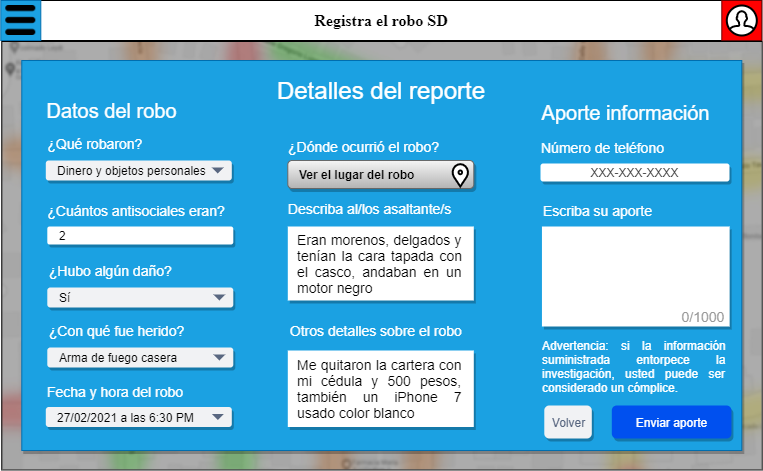 Registra el robo SD
Detalles del reporte
Datos del robo
¿Qué robaron?
Dinero y objetos personales
¿Cuántos antisociales eran?
2
¿Hubo algún daño?
Sí
¿Con qué fue herido?
Arma de fuego casera
Fecha y hora del robo
27/02/2021 a las 6:30 PM
¿Dónde ocurrió el robo?
Ver el lugar del robo
Describa al/los asaltante/s
Eran morenos, delgados y
tenían la cara tapada con
el casco, andaban en un
motor negro
Otros detalles sobre el robo
Me quitaron la cartera con
mi cédula y 500 pesos,
también un iPhone 7
usado color blanco
Aporte información
Número de teléfono
XXX-XXX-XXXX
Escriba su aporte
0/1000
Advertencia: si la información
suministrada entorpece la
investigación, usted puede ser
considerado un cómplice.
Volver
Enviar aporte